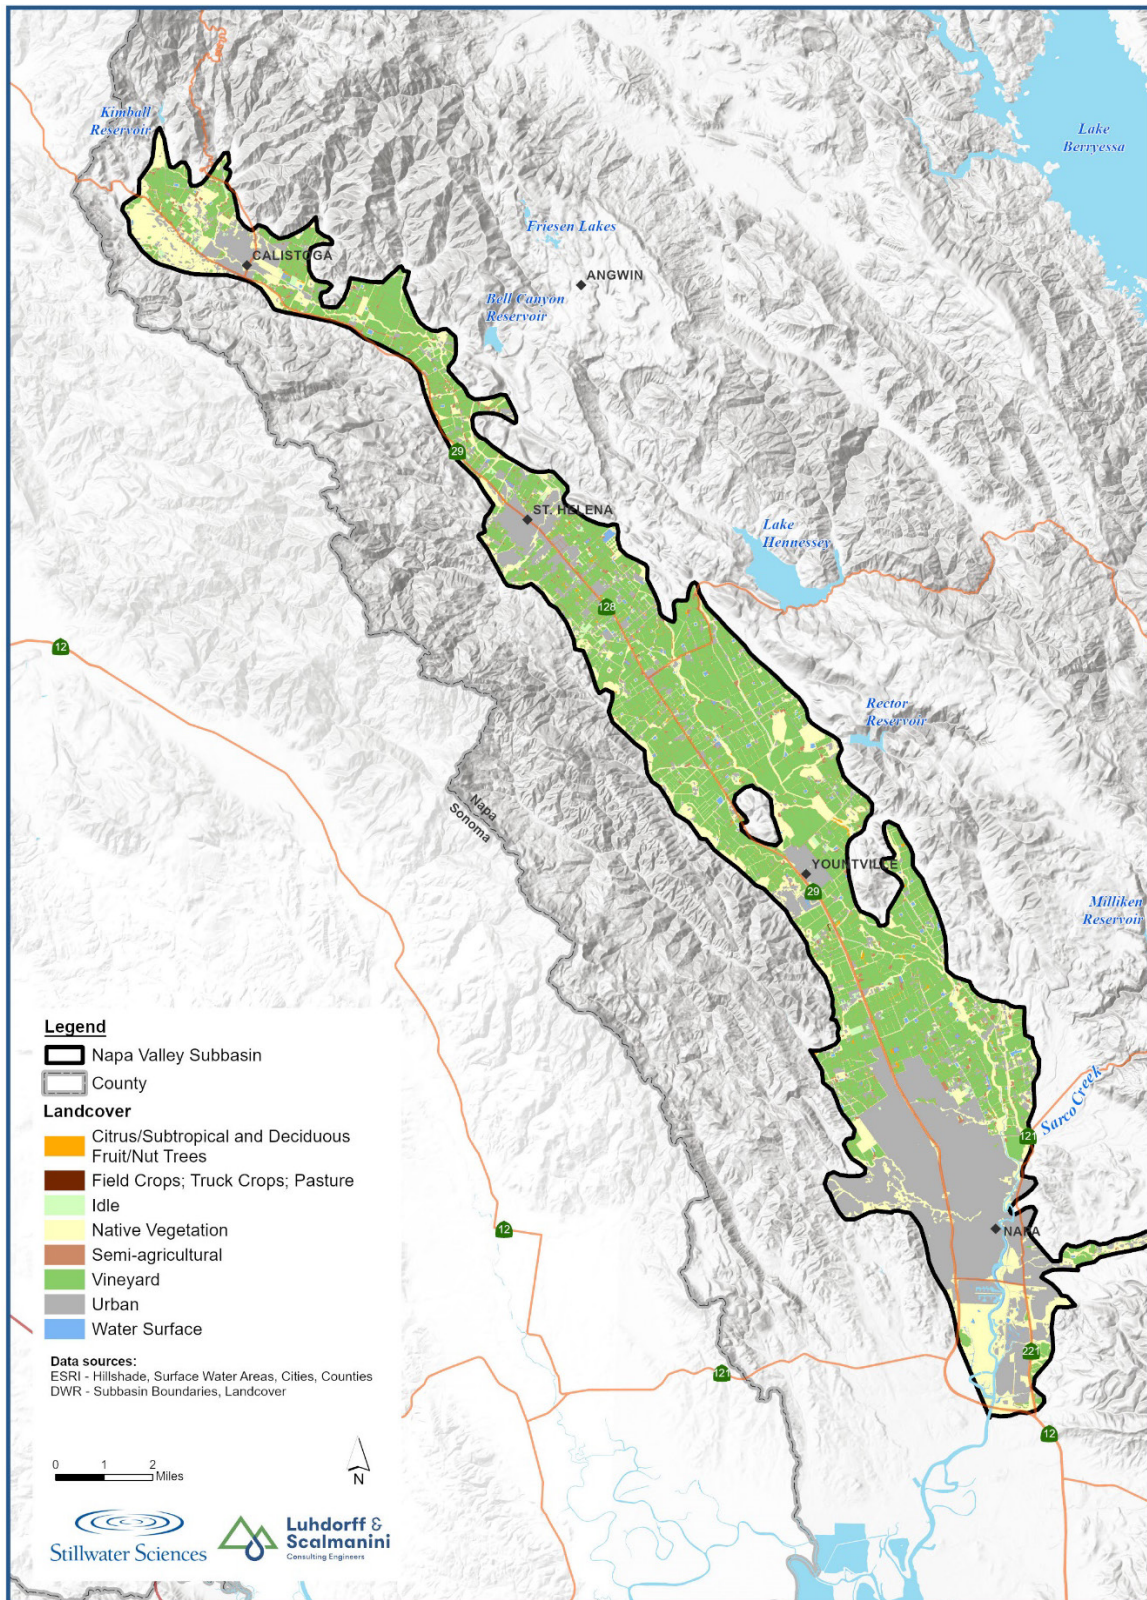 Kimball
Reservoir
Lake
Berryessa
Friesen Lakes
CALISTOGA
ANGWIN
Bell Canyon
Reservoir
29
ST. HELENA
Lake
Hennessey
128
12
Rector
Reservoir
Napa
Sonoma
YOUNTVILLE
29
Milliken
Reservoir
Sarco Creek
121
12
NAPA
221
121
12
Legend
Napa Valley Subbasin
County
Landcover
Citrus/Subtropical and Deciduous
Fruit/Nut Trees
Field Crops; Truck Crops; Pasture
Idle
Native Vegetation
Semi-agricultural
Vineyard
Urban
Water Surface
Data sources:
ESRI - Hillshade, Surface Water Areas, Cities, Counties
DWR - Subbasin Boundaries, Landcover
0 1 2
Miles
N
Stillwater Sciences
Luhdorff &
Scalmanini
Consulting Engineers